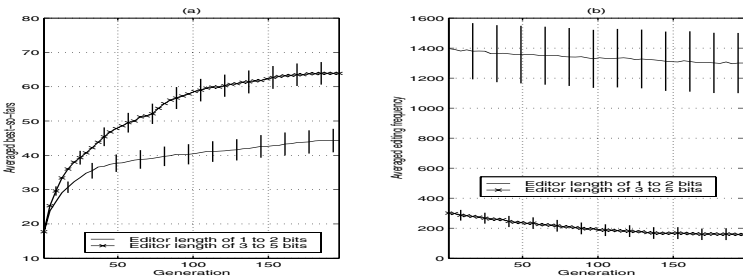 (a)
Averaged best-so-fars
80
70
60
50
40
30
20
10
50
100
150
Generation
Editor length of 1 to 2 bits
Editor length of 3 to 5 bits
(b)
Averaged editing frequency
1600
1400
1200
1000
800
600
400
200
0
50
100
150
Generation
Editor length of 1 to 2 bits
Editor length of 3 to 5 bits